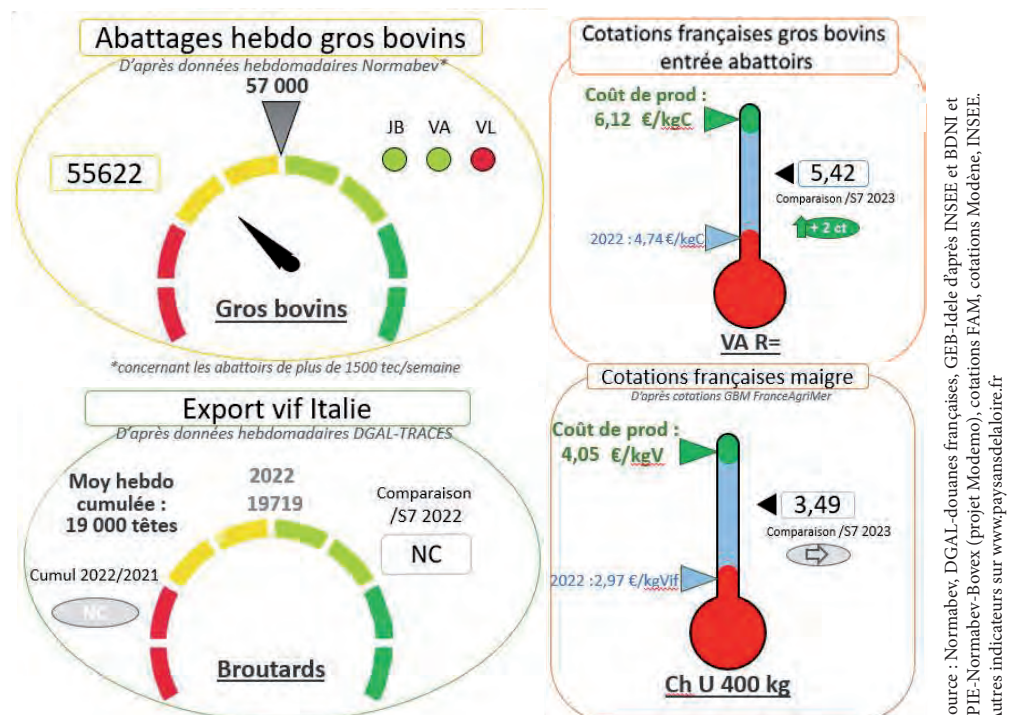 Abattages hebdo gros bovins
D'après données hebdomadaires Normabev*
57 000
JB VA VL
55622
Gros bovins
*concernant les abattoirs de plus de 1500 tec/semaine
Cotations françaises gros bovins
entrée abattoirs
Coût de prod :
6,12 €/kgC
5,42
Comparaison /S7 2023
+ 2 ct
2022 : 4,74 €/kgC
VA R=
Export vif Italie
D'après données hebdomadaires DGAL-TRACES
Moy hebdo
cumulée :
19 000 têtes
2022
19719
Comparaison
/S7 2022
NC
Cumul 2022/2021
NC
Broutards
Cotations françaises maigre
D'après cotations GBM FranceAgriMer
Coût de prod :
4,05 €/kgV
3,49
Comparaison /S7 2023
2022 :2,97 €/kgVif
Ch U 400 kg
ource : Normabev, DGAL-douanes françaises, GEB-Idele d'après INSEE et BDNI et
PIE-Normabev-Bovex (projet Modemo), cotations FAM, cotations Modène, INSEE.
utres indicateurs sur www.paysansdelaloire.fr